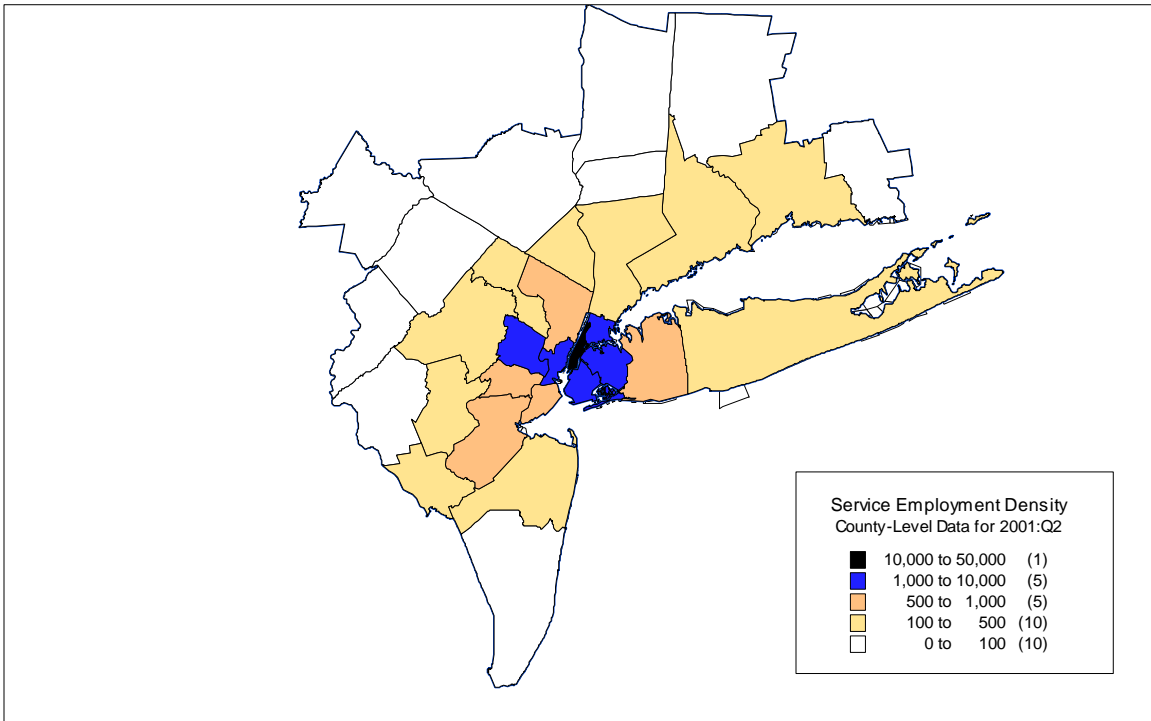 Service Employment Density
County-Level Data for 2001:Q2
10,000 to 50,000 (1)
1,000 to 10,000 (5)
500 to 1,000 (5)
100 to 500 (10)
0 to 100 (10)